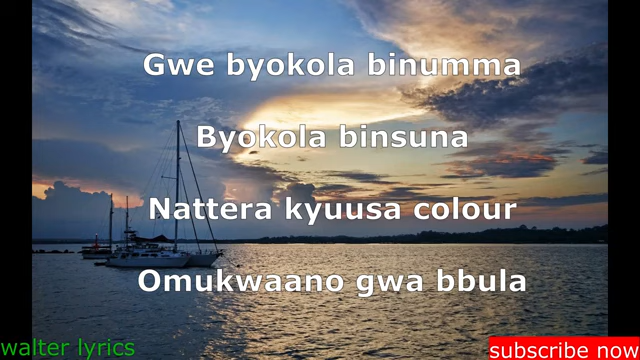 Gwe byokola binumma
Byokola binsuna
Nattera kyuusa colour
Omukwaano gwa bbula
walter lyrics
subscribe now